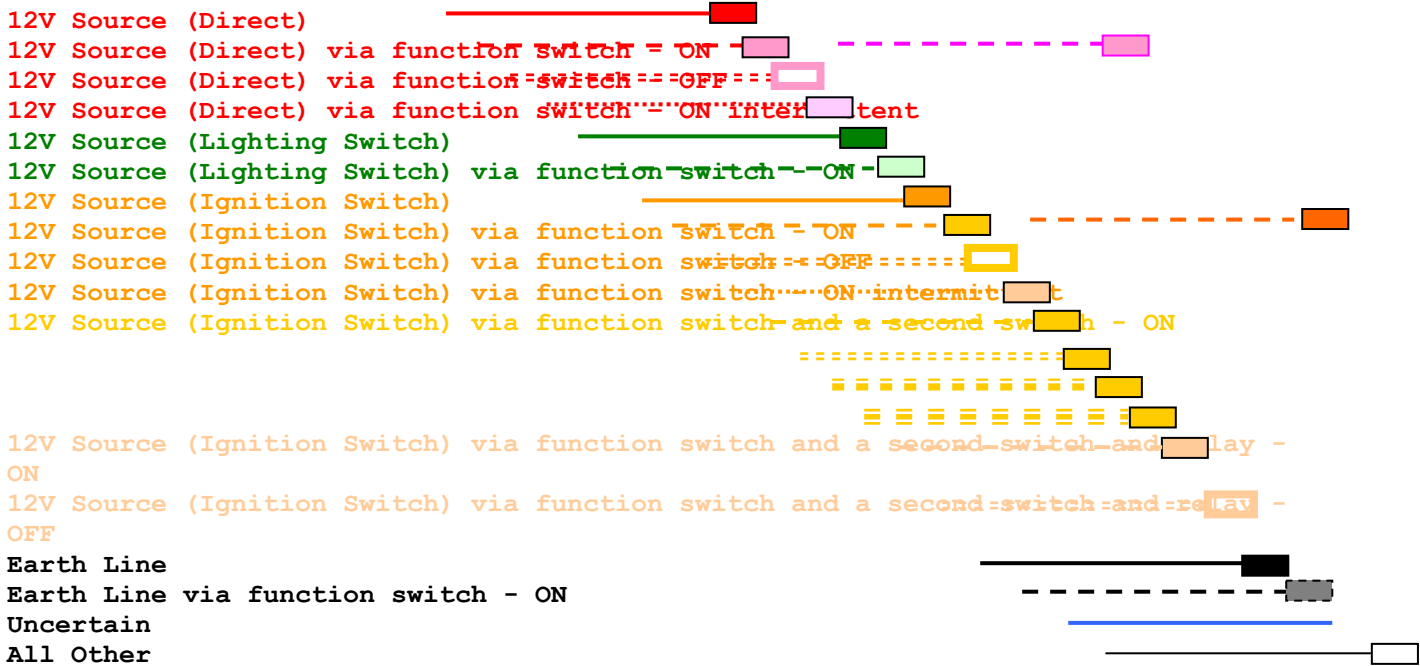 12V Source (Direct)
12V Source (Direct) via function switch - ON
12V Source (Direct) via function switch - OFF
12V Source (Direct) via function switch - ON intermittent
12V Source (Lighting Switch)
12V Source (Lighting Switch) via function switch - ON
12V Source (Ignition Switch)
12V Source (Ignition Switch) via function switch - ON
12V Source (Ignition Switch) via function switch - OFF
12V Source (Ignition Switch) via function switch - ON intermittent
12V Source (Ignition Switch) via function switch and a second switch - ON
12V Source (Ignition Switch) via function switch and a second switch and relay -
ON
12V Source (Ignition Switch) via function switch and a second switch and relay -
OFF
Earth Line
Earth Line via function switch - ON
Uncertain
All Other